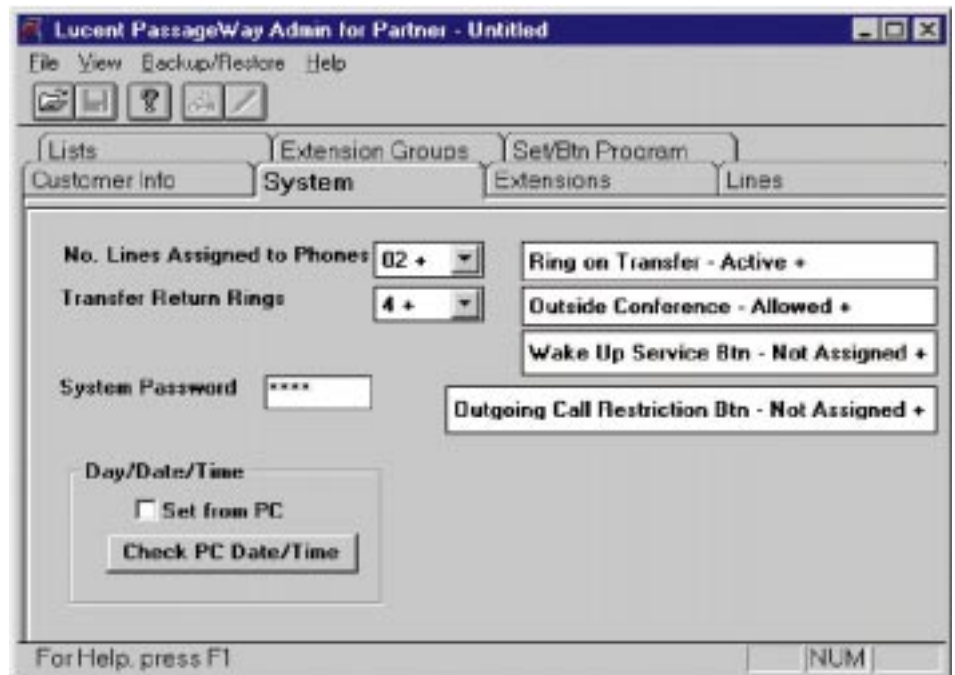 Lucent PassageWay Admin for Partner - Untitled
File View Backup/Restore Help
Lists Extension Groups Set/Btn Program
Customer Info System Extensions Lines
No. Lines Assigned to Phones 02 +
Transfer Return Rings 4 +
System Password ****
Day/Date/Time
Set from PC
Check PC Date/Time
Ring on Transfer - Active +
Outside Conference - Allowed +
Wake Up Service Btn - Not Assigned +
Outgoing Call Restriction Btn - Not Assigned +
For Help, press F1 NUM